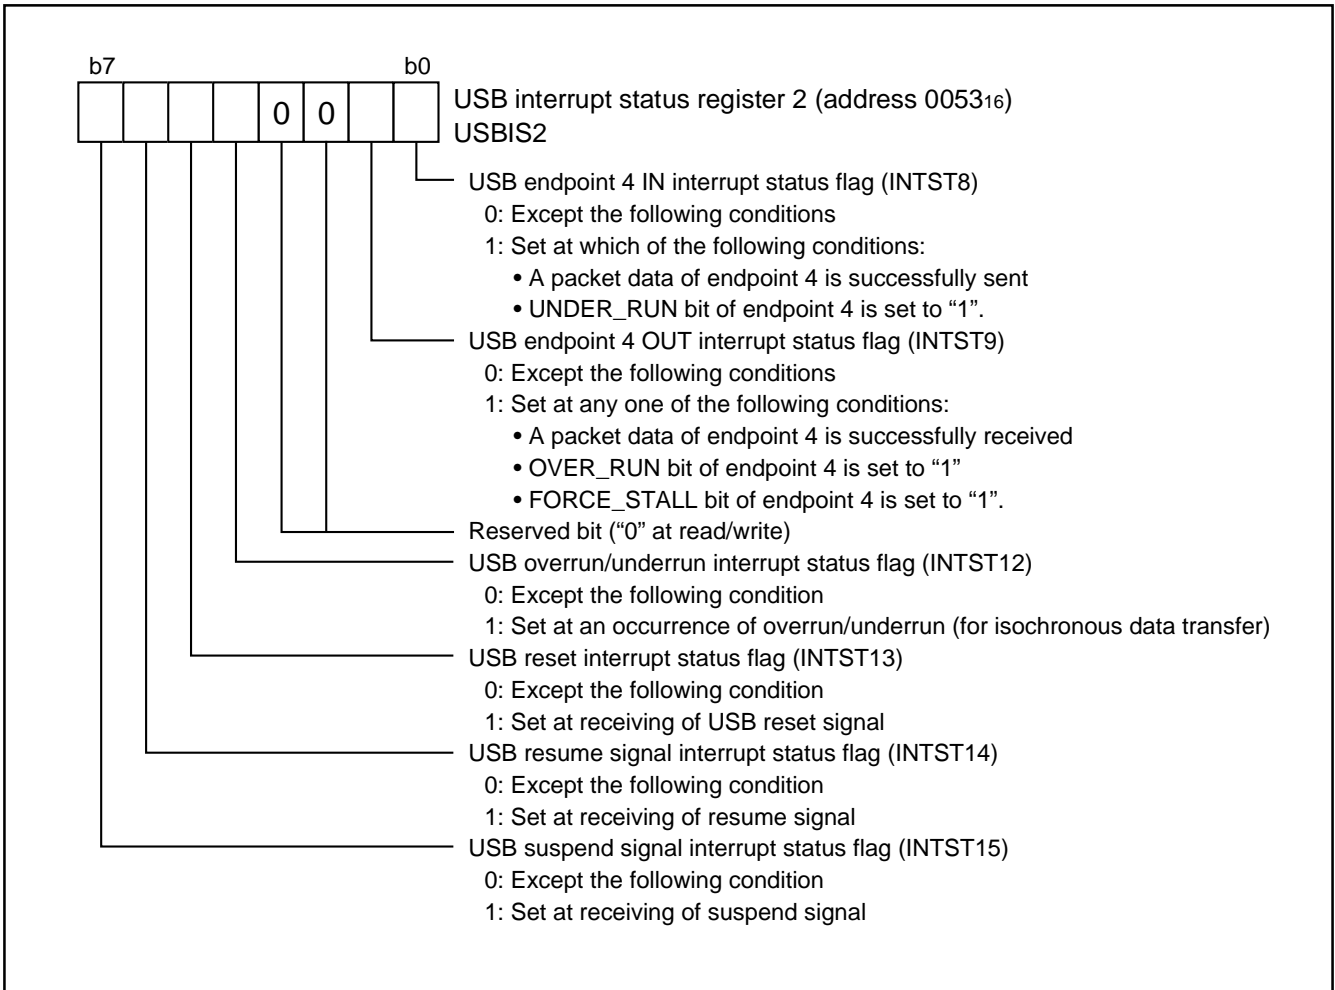 b7 b0
0 0
USB interrupt status register 2 (address 005316)
USBIS2
USB endpoint 4 IN interrupt status flag (INTST8)
0: Except the following conditions
1: Set at which of the following conditions:
• A packet data of endpoint 4 is successfully sent
• UNDER_RUN bit of endpoint 4 is set to “1”.
USB endpoint 4 OUT interrupt status flag (INTST9)
0: Except the following conditions
1: Set at any one of the following conditions:
• A packet data of endpoint 4 is successfully received
• OVER_RUN bit of endpoint 4 is set to “1”
• FORCE_STALL bit of endpoint 4 is set to “1”.
Reserved bit (“0” at read/write)
USB overrun/underrun interrupt status flag (INTST12)
0: Except the following condition
1: Set at an occurrence of overrun/underrun (for isochronous data transfer)
USB reset interrupt status flag (INTST13)
0: Except the following condition
1: Set at receiving of USB reset signal
USB resume signal interrupt status flag (INTST14)
0: Except the following condition
1: Set at receiving of resume signal
USB suspend signal interrupt status flag (INTST15)
0: Except the following condition
1: Set at receiving of suspend signal